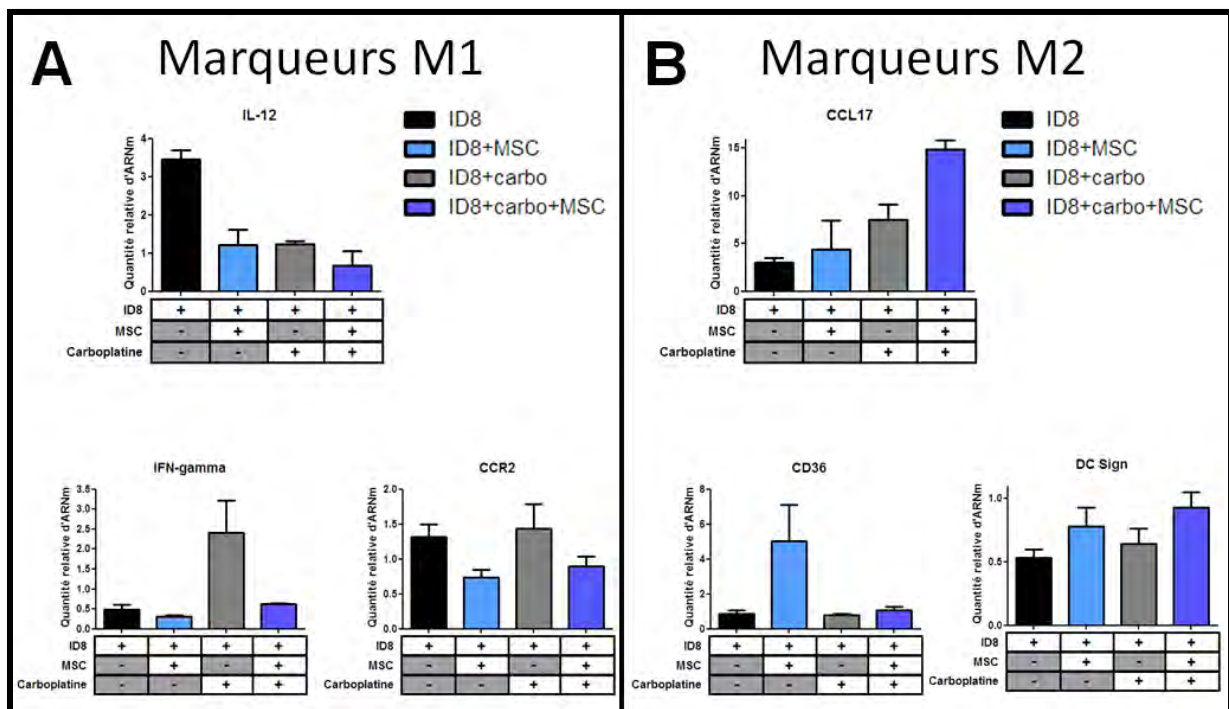 A Marqueurs M1
IL-12
Quantité relative d'ARNm
4
3
2
1
0
ID8 + + + +
MSC - + - +
Carboplatine - - + +
ID8
ID8+MSC
ID8+carbo
ID8+carbo+MSC
IFN-gamma
Quantité relative d'ARNm
3.5
3.0
2.5
2.0
1.5
1.0
0.5
0.0
ID8 + + + +
MSC - + - +
Carboplatine - - + +
CCR2
Quantité relative d'ARNm
2.0
1.5
1.0
0.5
0.0
ID8 + + + +
MSC - + - +
Carboplatine - - + +
B Marqueurs M2
CCL17
Quantité relative d'ARNm
15
10
5
0
ID8 + + + +
MSC - + - +
Carboplatine - - + +
ID8
ID8+MSC
ID8+carbo
ID8+carbo+MSC
CD36
Quantité relative d'ARNm
8
6
4
2
0
ID8 + + + +
MSC - + - +
Carboplatine - - + +
DC Sign
Quantité relative d'ARNm
1.0
0.5
0.0
ID8 + + + +
MSC - + - +
Carboplatine - - + +